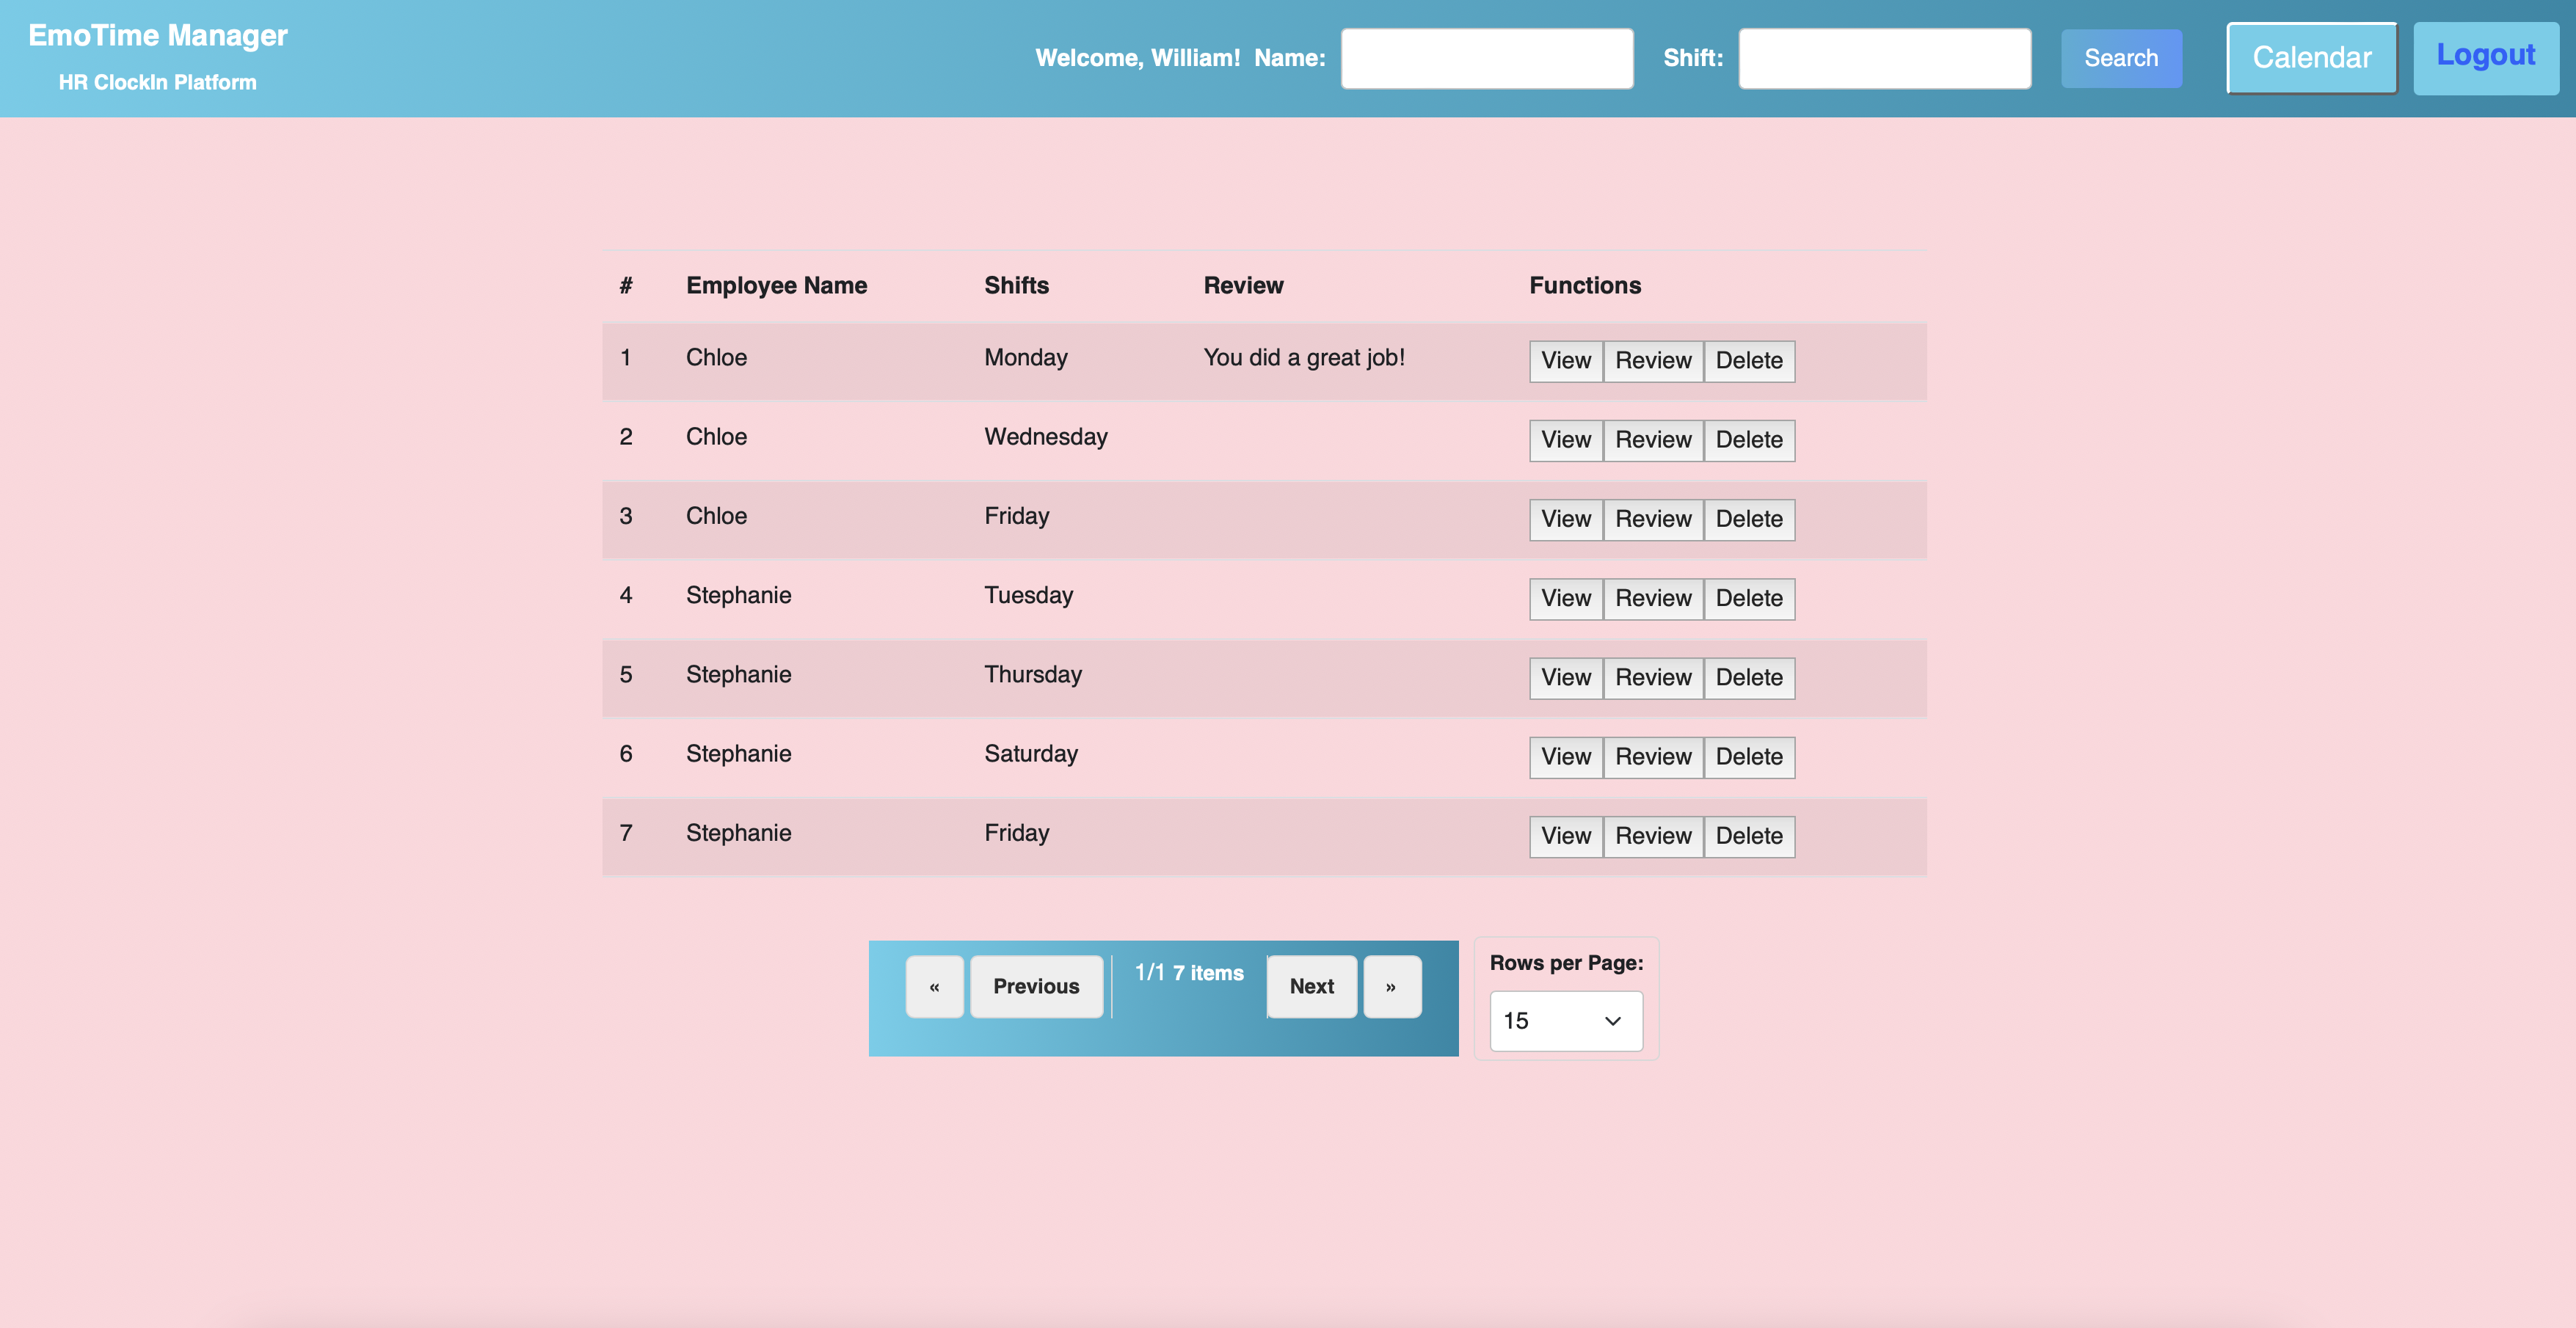 EmoTime Manager
HR ClockIn Platform
Welcome, William! Name: Shift: Search Calendar Logout
# Employee Name Shifts Review Functions
1 Chloe Monday You did a great job! View Review Delete
2 Chloe Wednesday View Review Delete
3 Chloe Friday View Review Delete
4 Stephanie Tuesday View Review Delete
5 Stephanie Thursday View Review Delete
6 Stephanie Saturday View Review Delete
7 Stephanie Friday View Review Delete
« Previous 1/1 7 items Next »
Rows per Page:
15